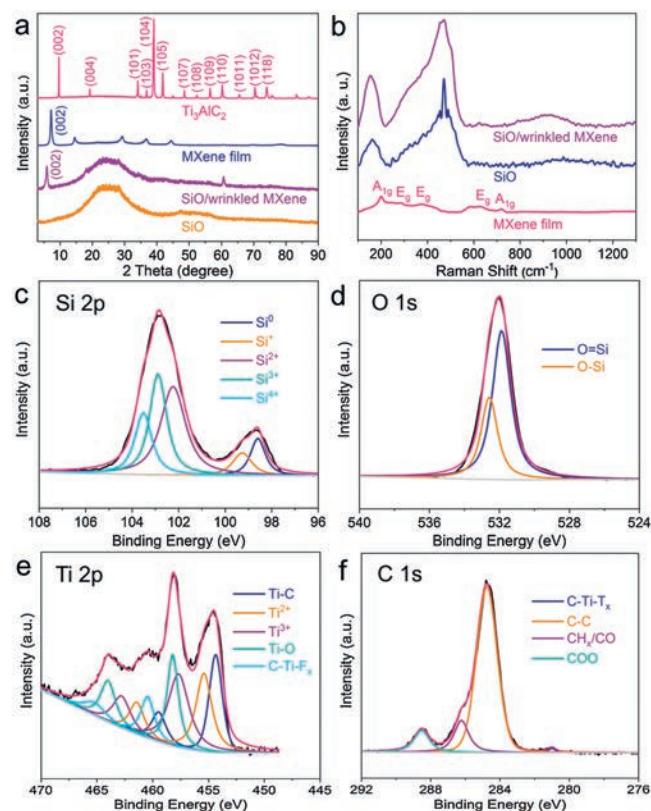 a
Intensity (a.u.)
(002)
(004)
(101)
(103)
(104)
(105)
(107)
(108)
(109)
(110)
(1011)
(1012)
(118)
Ti₃AlC₂
(002)
MXene film
(002)
SiO/wrinkled MXene
SiO
10 20 30 40 50 60 70 80 90
2 Theta (degree)
b
Intensity (a. u.)
SiO/wrinkled MXene
SiO
A₁g Eg Eg Eg A₁g
MXene film
200 400 600 800 1000 1200
Raman Shift (cm⁻¹)
c Si 2p
Intensity (a.u.)
Si⁰
Si⁺
Si²⁺
Si³⁺
Si⁴⁺
108 106 104 102 100 98 96
Binding Energy (eV)
d O 1s
Intensity (a.u.)
O=Si
O-Si
540 536 532 528 524
Binding Energy (eV)
e Ti 2p
Intensity (a.u.)
Ti-C
Ti²⁺
Ti³⁺
Ti-O
C-Ti-Fₓ
470 465 460 455 450 445
Binding Energy (eV)
f C 1s
Intensity (a.u.)
C-Ti-Tₓ
C-C
CHₓ/CO
COO
292 288 284 280 276
Binding Energy (eV)